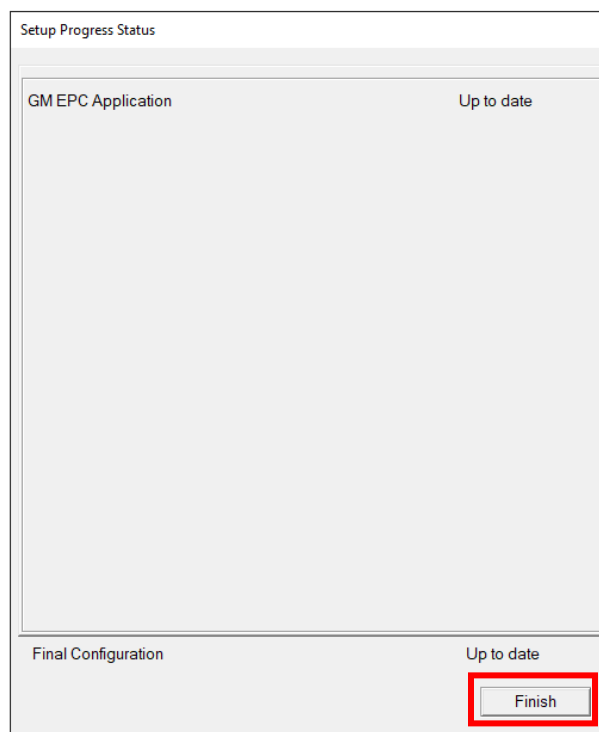 Setup Progress Status
GM EPC Application Up to date
Final Configuration Up to date
Finish